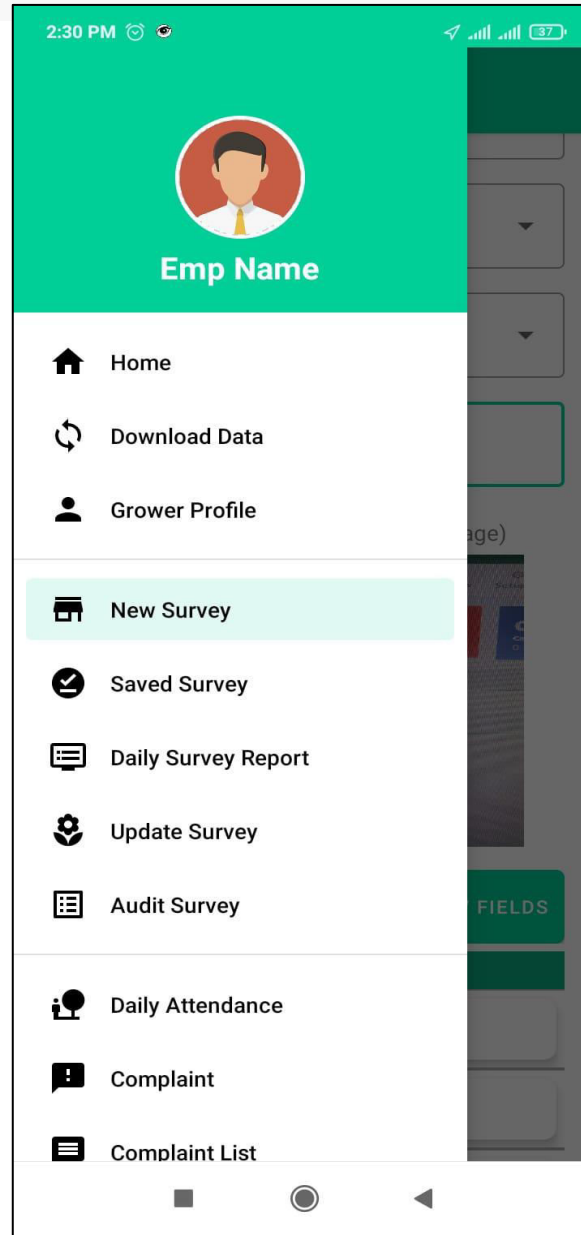 2:30 PM
37
Emp Name
Home
Download Data
Grower Profile
age)
New Survey
Saved Survey
Daily Survey Report
Update Survey
Audit Survey
FIELDS
Daily Attendance
Complaint
Complaint List